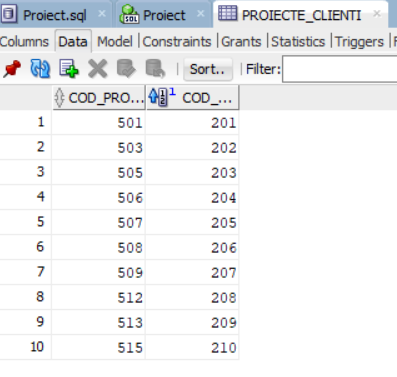 Proiect.sql Proiect PROIECTE_CLIENTI
Columns Data Model Constraints Grants Statistics Triggers
Sort.. Filter:
COD_PRO... 1 COD_...
1 501 201
2 503 202
3 505 203
4 506 204
5 507 205
6 508 206
7 509 207
8 512 208
9 513 209
10 515 210